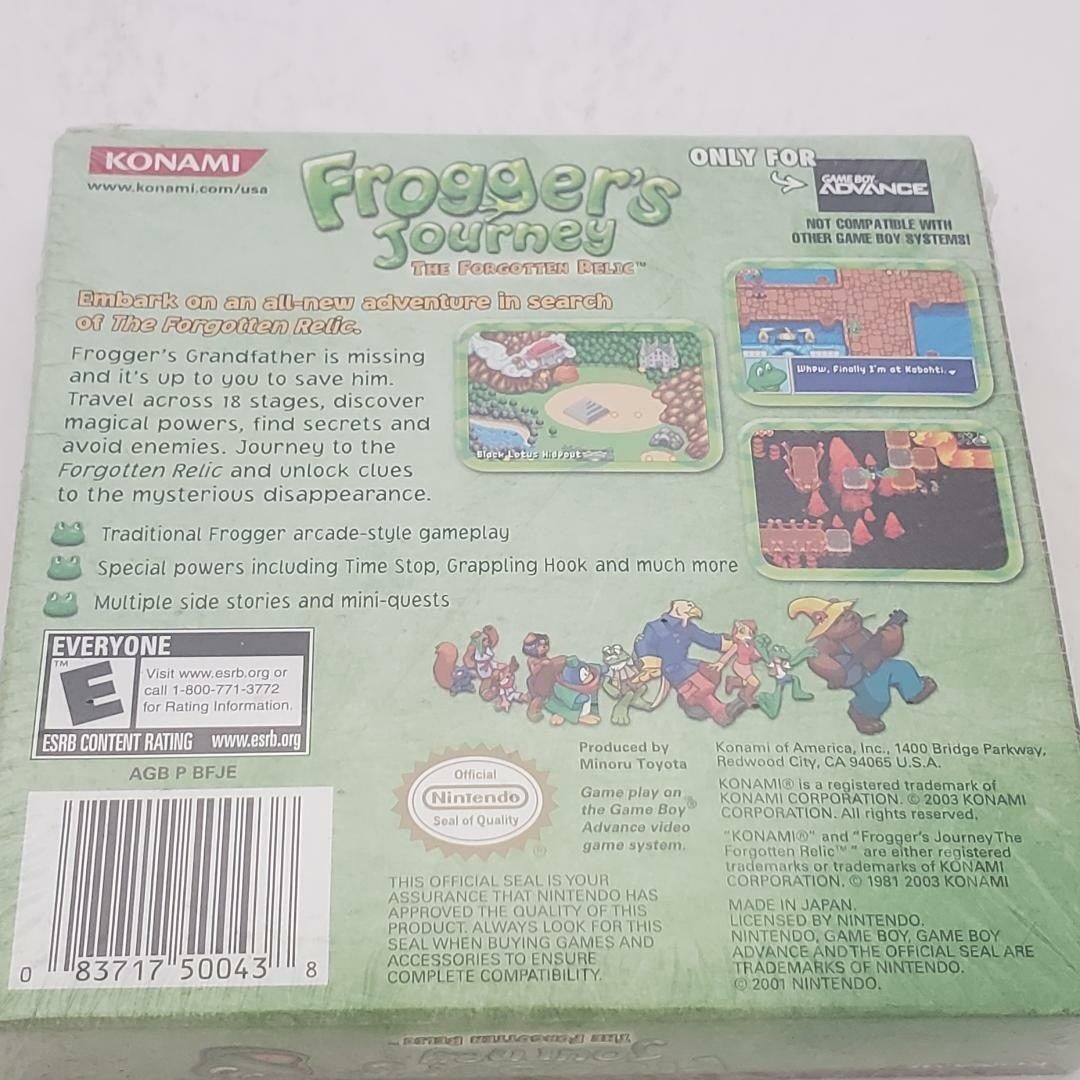 KONAMI
www.konami.com/usa
Frogger's
Journey
THE FORGOTTEN RELIC™
ONLY FOR
GAME BOY
ADVANCE
NOT COMPATIBLE WITH
OTHER GAME BOY SYSTEMS!
Embark on an all-new adventure in search
of The Forgotten Relic.
Frogger's Grandfather is missing
and it's up to you to save him.
Travel across 18 stages, discover
magical powers, find secrets and
avoid enemies. Journey to the
Forgotten Relic and unlock clues
to the mysterious disappearance.
Black Lotus Hideout
Whew, Finally I'm at Kabohti.
Traditional Frogger arcade-style gameplay
Special powers including Time Stop, Grappling Hook and much more
Multiple side stories and mini-quests
EVERYONE
TM
E
Visit www.esrb.org or
call 1-800-771-3772
for Rating Information.
ESRB CONTENT RATING www.esrb.org
AGB P BFJE
0 83717 50043 8
Official
Nintendo
Seal of Quality
®
THIS OFFICIAL SEAL IS YOUR
ASSURANCE THAT NINTENDO HAS
APPROVED THE QUALITY OF THIS
PRODUCT. ALWAYS LOOK FOR THIS
SEAL WHEN BUYING GAMES AND
ACCESSORIES TO ENSURE
COMPLETE COMPATIBILITY.
Produced by
Minoru Toyota
Game play on
the Game Boy®
Advance video
game system.
Konami of America, Inc., 1400 Bridge Parkway,
Redwood City, CA 94065 U.S.A.
KONAMI® is a registered trademark of
KONAMI CORPORATION. © 2003 KONAMI
CORPORATION. All rights reserved.
"KONAMI®" and "Frogger's Journey The
Forgotten Relic™" are either registered
trademarks or trademarks of KONAMI
CORPORATION. © 1981 2003 KONAMI
MADE IN JAPAN.
LICENSED BY NINTENDO.
NINTENDO, GAME BOY, GAME BOY
ADVANCE AND THE OFFICIAL SEAL ARE
TRADEMARKS OF NINTENDO.
© 2001 NINTENDO.
THE FORGOTTEN RELIC™
Journey